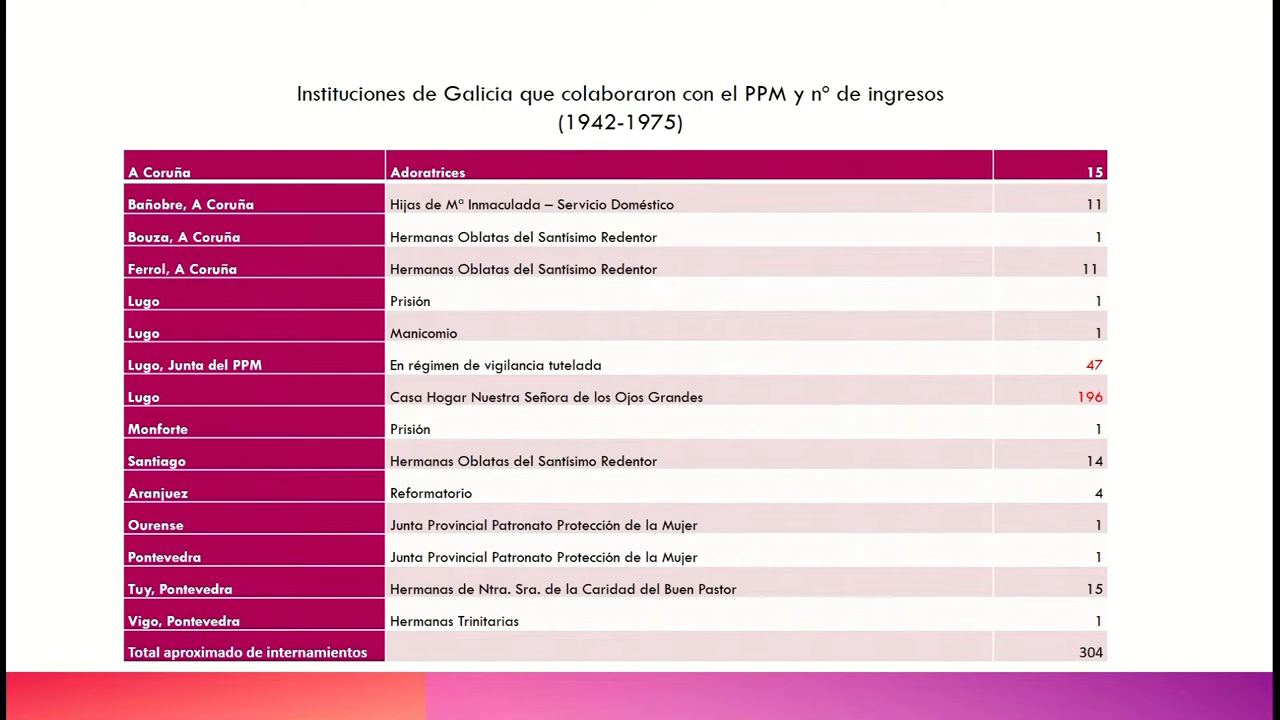 Instituciones de Galicia que colaboraron con el PPM y nº de ingresos
(1942-1975)
A Coruña Adoratrices 15
Bañobre, A Coruña Hijas de Mª Inmaculada – Servicio Doméstico 11
Bouza, A Coruña Hermanas Oblatas del Santísimo Redentor 1
Ferrol, A Coruña Hermanas Oblatas del Santísimo Redentor 11
Lugo Prisión 1
Lugo Manicomio 1
Lugo, Junta del PPM En régimen de vigilancia tutelada 47
Lugo Casa Hogar Nuestra Señora de los Ojos Grandes 196
Monforte Prisión 1
Santiago Hermanas Oblatas del Santísimo Redentor 14
Aranjuez Reformatorio 4
Ourense Junta Provincial Patronato Protección de la Mujer 1
Pontevedra Junta Provincial Patronato Protección de la Mujer 1
Tuy, Pontevedra Hermanas de Ntra. Sra. de la Caridad del Buen Pastor 15
Vigo, Pontevedra Hermanas Trinitarias 1
Total aproximado de internamientos 304